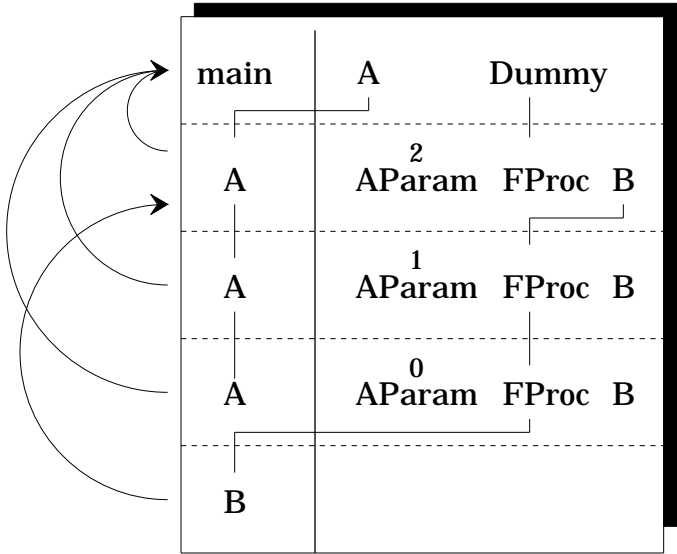 main A Dummy
2
A AParam FProc B
1
A AParam FProc B
0
A AParam FProc B
B